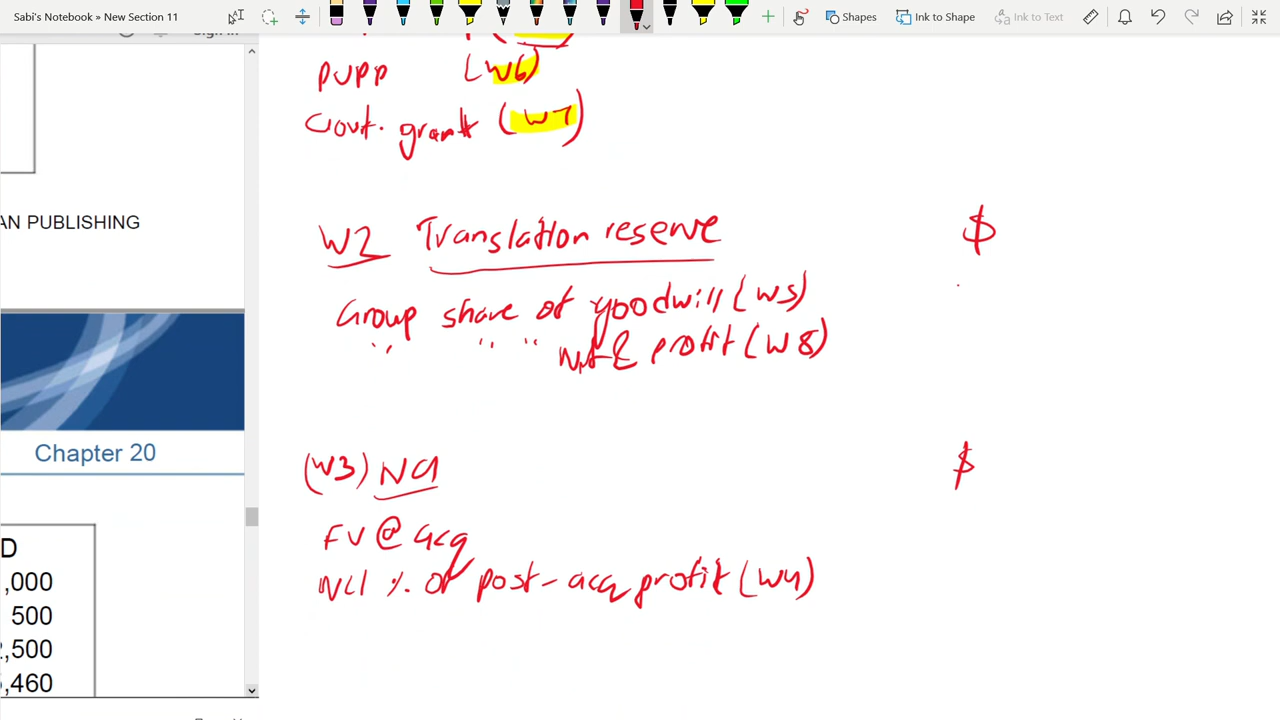 Sabi's Notebook » New Section 11
Shapes
Ink to Shape
Ink to Text
PUPP (W6)
Govt. grant (W7)
AN PUBLISHING
W2 Translation reserve $
Group share of goodwill (W5)
" " " NA & profit (W8)
Chapter 20
(W3) NCI $
FV @ acq
NCI % of post-acq profit (W4)
D
,000
500
2,500
,460